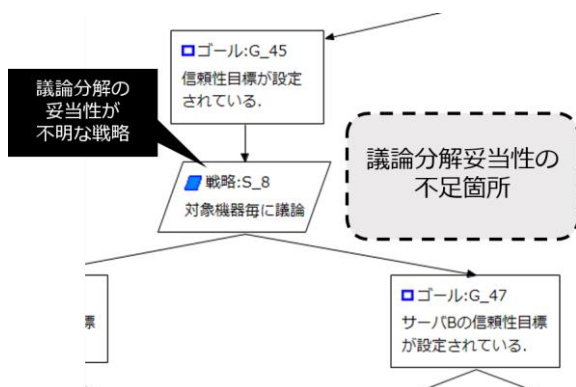 ゴール:G_45
信頼性目標が設定
されている.
議論分解の
妥当性が
不明な戦略
戦略:S_8
対象機器毎に議論
議論分解妥当性の
不足箇所
標
ゴール:G_47
サーバBの信頼性目標
が設定されている.